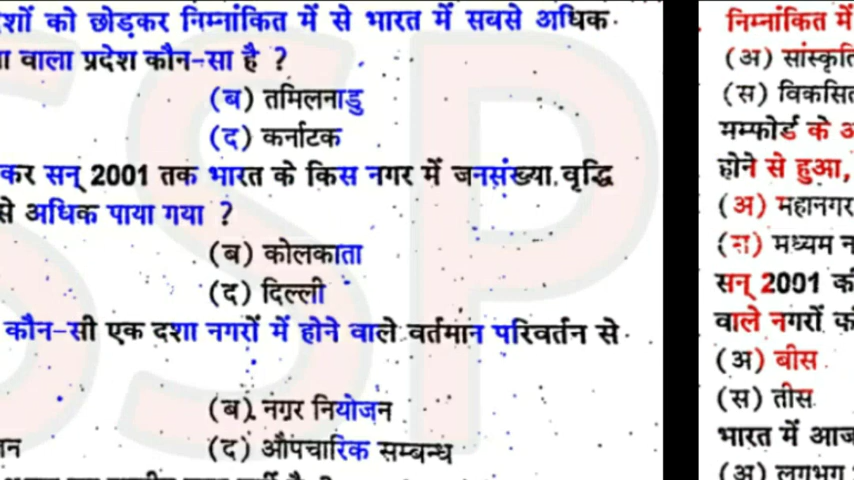 शों को छोड़कर निम्नांकित में से भारत में सबसे अधिक
ा वाला प्रदेश कौन-सा है ?
(ब) तमिलनाडु
(द) कर्नाटक
कर सन् 2001 तक भारत के किस नगर में जनसंख्या वृद्धि
से अधिक पाया गया ?
(ब) कोलकाता
(द) दिल्ली
कौन-सी एक दशा नगरों में होने वाले वर्तमान परिवर्तन से
(ब) नगर नियोजन
न
(द) औपचारिक सम्बन्ध
निम्नांकित में
(अ) सांस्कृति
(स) विकसित
मम्फोर्ड के अ
होने से हुआ,
(अ) महानगर
(स) मध्यम न
सन् 2001 की
वाले नगरों की
(अ) बीस
(स) तीस
भारत में आज
(अ) लगभग
SSP